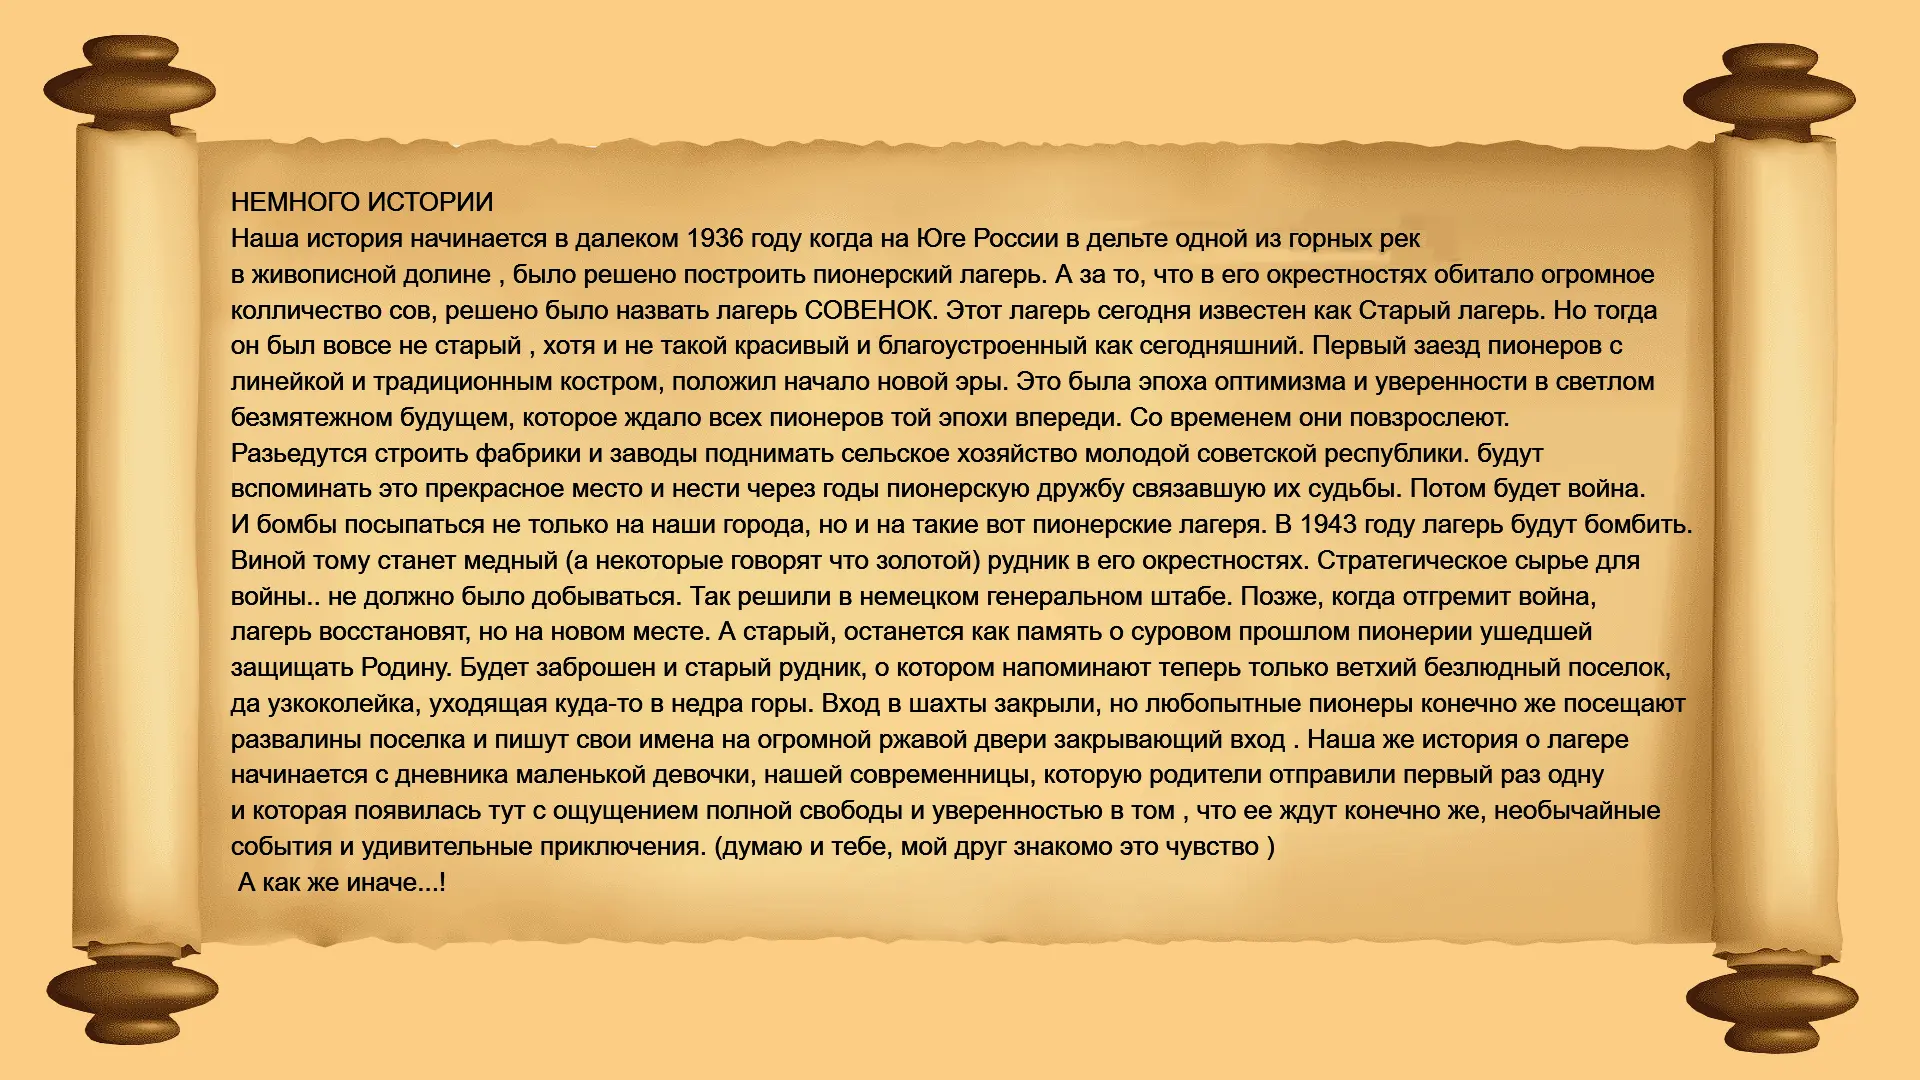 НЕМНОГО ИСТОРИИ
Наша история начинается в далеком 1936 году когда на Юге России в дельте одной из горных рек
в живописной долине , было решено построить пионерский лагерь. А за то, что в его окрестностях обитало огромное
колличество сов, решено было назвать лагерь СОВЕНОК. Этот лагерь сегодня известен как Старый лагерь. Но тогда
он был вовсе не старый , хотя и не такой красивый и благоустроенный как сегодняшний. Первый заезд пионеров с
линейкой и традиционным костром, положил начало новой эры. Это была эпоха оптимизма и уверенности в светлом
безмятежном будущем, которое ждало всех пионеров той эпохи впереди. Со временем они повзрослеют.
Разьедутся строить фабрики и заводы поднимать сельское хозяйство молодой советской республики. будут
вспоминать это прекрасное место и нести через годы пионерскую дружбу связавшую их судьбы. Потом будет война.
И бомбы посыпаться не только на наши города, но и на такие вот пионерские лагеря. В 1943 году лагерь будут бомбить.
Виной тому станет медный (а некоторые говорят что золотой) рудник в его окрестностях. Стратегическое сырье для
войны.. не должно было добываться. Так решили в немецком генеральном штабе. Позже, когда отгремит война,
лагерь восстановят, но на новом месте. А старый, останется как память о суровом прошлом пионерии ушедшей
защищать Родину. Будет заброшен и старый рудник, о котором напоминают теперь только ветхий безлюдный поселок,
да узкоколейка, уходящая куда-то в недра горы. Вход в шахты закрыли, но любопытные пионеры конечно же посещают
развалины поселка и пишут свои имена на огромной ржавой двери закрывающий вход . Наша же история о лагере
начинается с дневника маленькой девочки, нашей современницы, которую родители отправили первый раз одну
и которая появилась тут с ощущением полной свободы и уверенностью в том , что ее ждут конечно же, необычайные
события и удивительные приключения. (думаю и тебе, мой друг знакомо это чувство )
А как же иначе...!